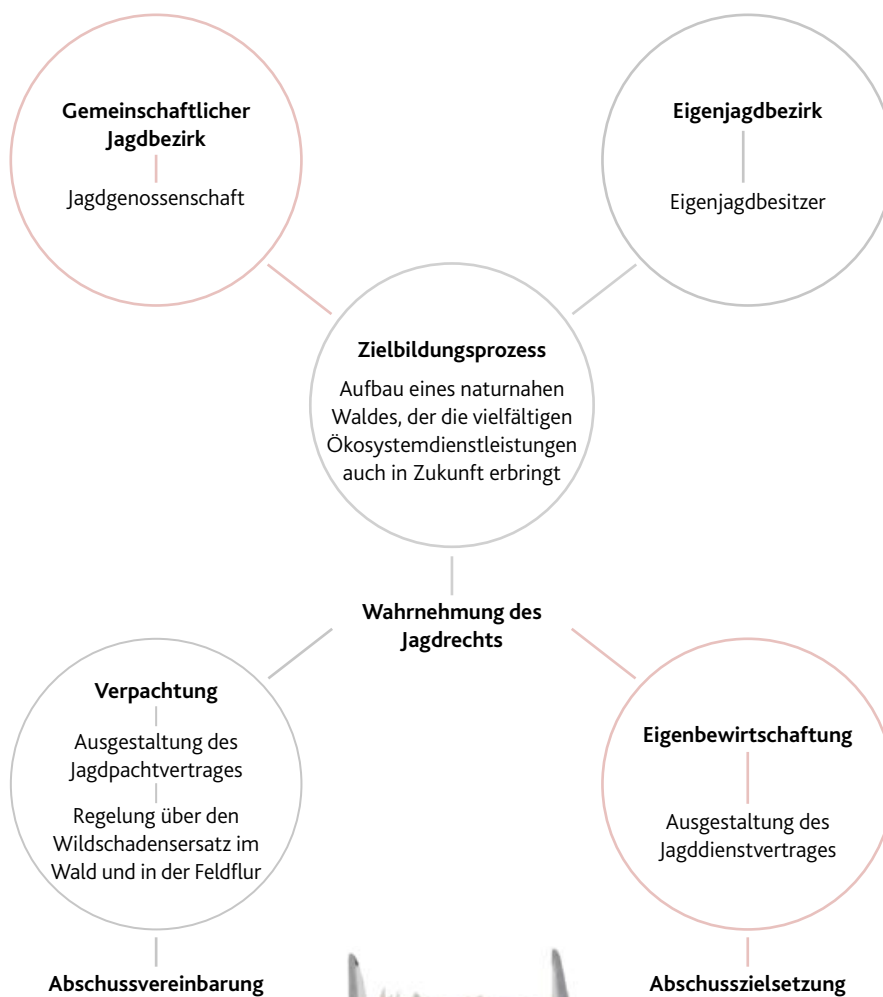 Gemeinschaftlicher
Jagdbezirk
Jagdgenossenschaft
Eigenjagdbezirk
Eigenjagdbesitzer
Zielbildungsprozess
Aufbau eines naturnahen
Waldes, der die vielfältigen
Ökosystemdienstleistungen
auch in Zukunft erbringt
Wahrnehmung des
Jagdrechts
Verpachtung
Ausgestaltung des
Jagdpachtvertrages
Regelung über den
Wildschadensersatz im
Wald und in der Feldflur
Eigenbewirtschaftung
Ausgestaltung des
Jagddienstvertrages
Abschussvereinbarung
Abschusszielsetzung